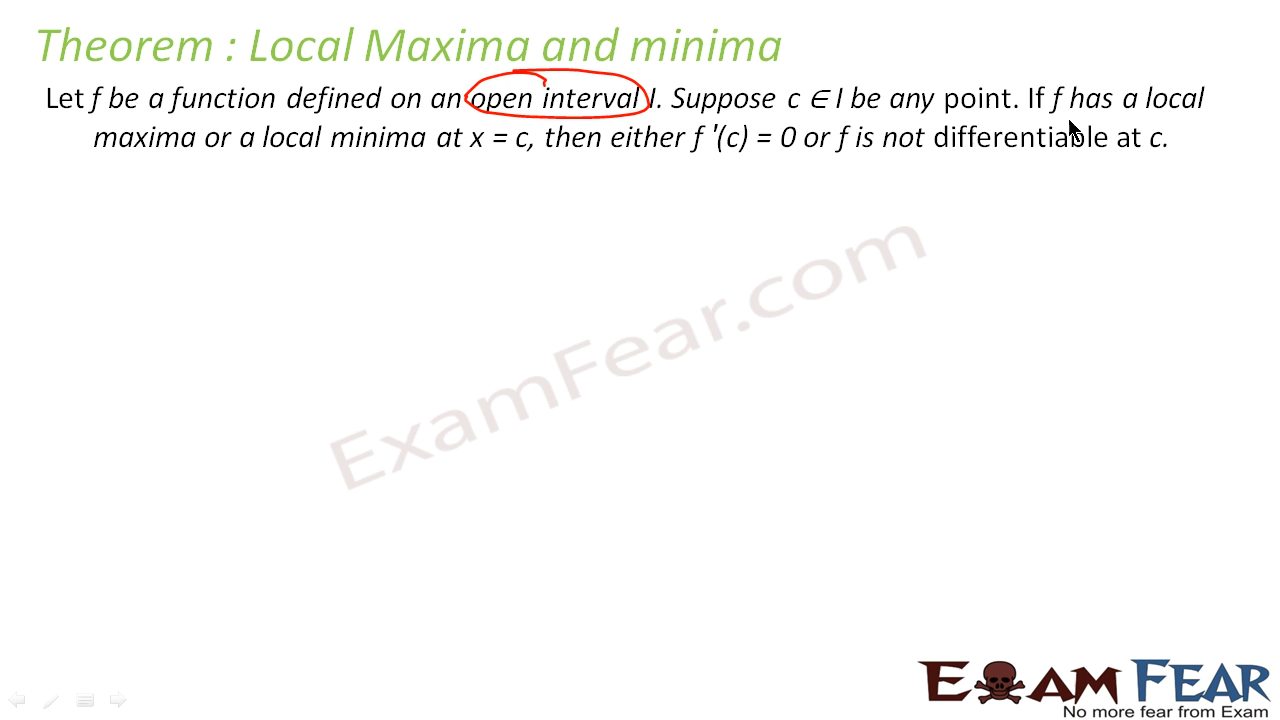 Theorem : Local Maxima and minima
Let f be a function defined on an open interval I. Suppose c ∈ I be any point. If f has a local
maxima or a local minima at x = c, then either f '(c) = 0 or f is not differentiable at c.
ExamFear.com
EXAM FEAR
No more fear from Exam